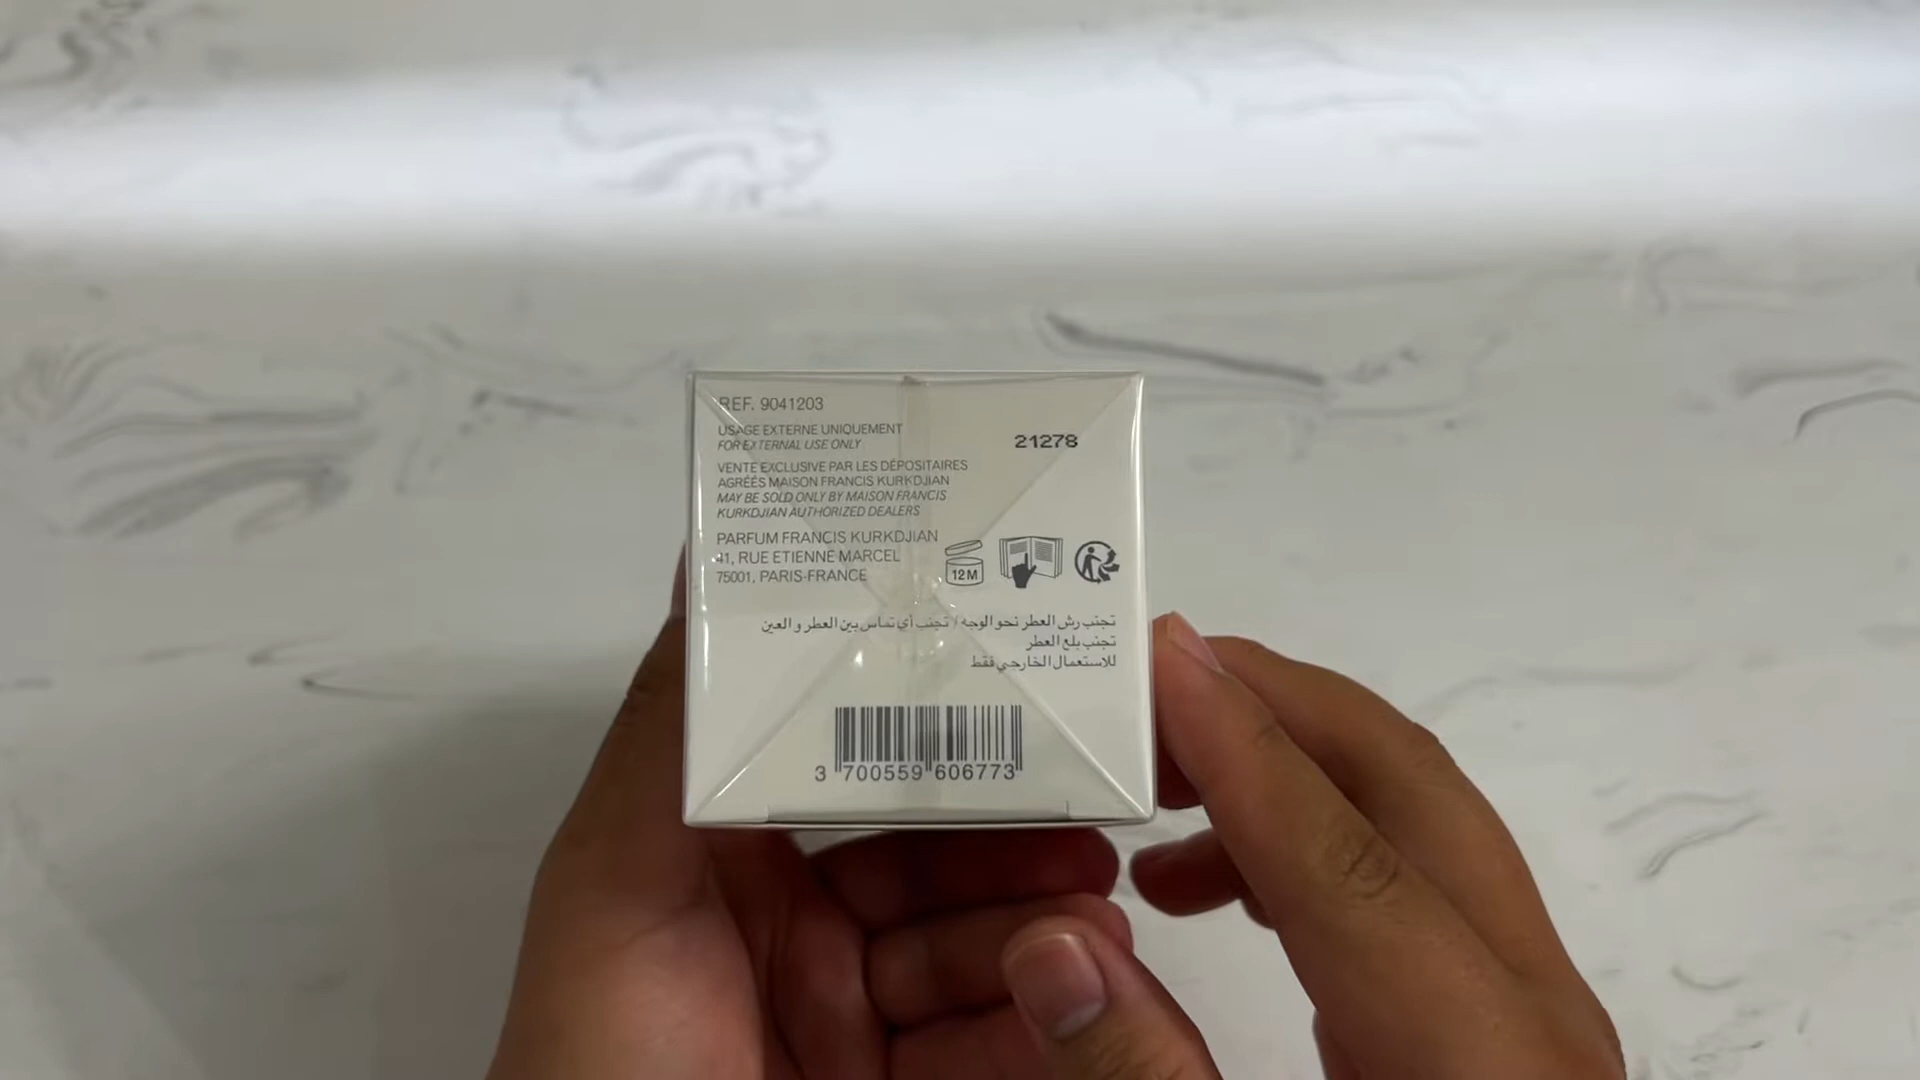 REF. 9041203
USAGE EXTERNE UNIQUEMENT
FOR EXTERNAL USE ONLY
21278
VENTE EXCLUSIVE PAR LES DÉPOSITAIRES
AGRÉÉS MAISON FRANCIS KURKDJIAN
MAY BE SOLD ONLY BY MAISON FRANCIS
KURKDJIAN AUTHORIZED DEALERS
PARFUM FRANCIS KURKDJIAN
41, RUE ETIENNE MARCEL
75001, PARIS-FRANCE
12M
تجنب رش العطر نحو الوجه / تجنب أي تماس بين العطر و العين
تجنب بلع العطر
للاستعمال الخارجي فقط
3 700559 606773